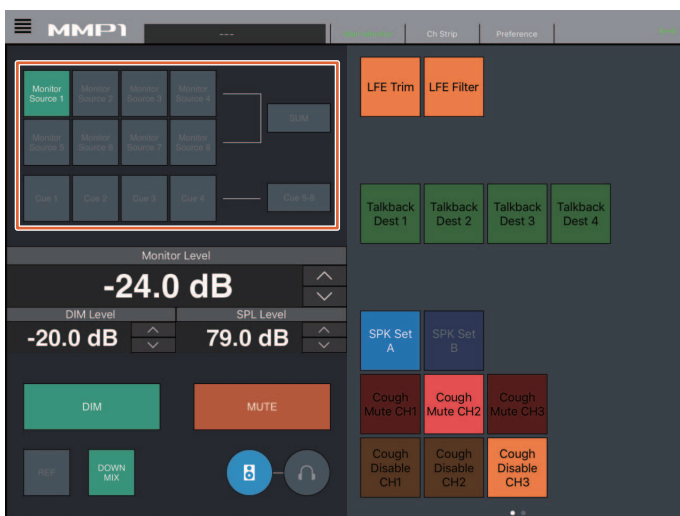 MMP1
---
Ch Strip
Preference
Monitor Source 1
Monitor Source 2
Monitor Source 3
Monitor Source 4
SUM
Monitor Source 5
Monitor Source 6
Monitor Source 7
Monitor Source 8
Cue 1
Cue 2
Cue 3
Cue 4
Cue 5-8
Monitor Level
-24.0 dB
DIM Level
SPL Level
-20.0 dB
79.0 dB
DIM
MUTE
REF
DOWN MIX
LFE Trim
LFE Filter
Talkback Dest 1
Talkback Dest 2
Talkback Dest 3
Talkback Dest 4
SPK Set A
SPK Set B
Cough Mute CH1
Cough Mute CH2
Cough Mute CH3
Cough Disable CH1
Cough Disable CH2
Cough Disable CH3